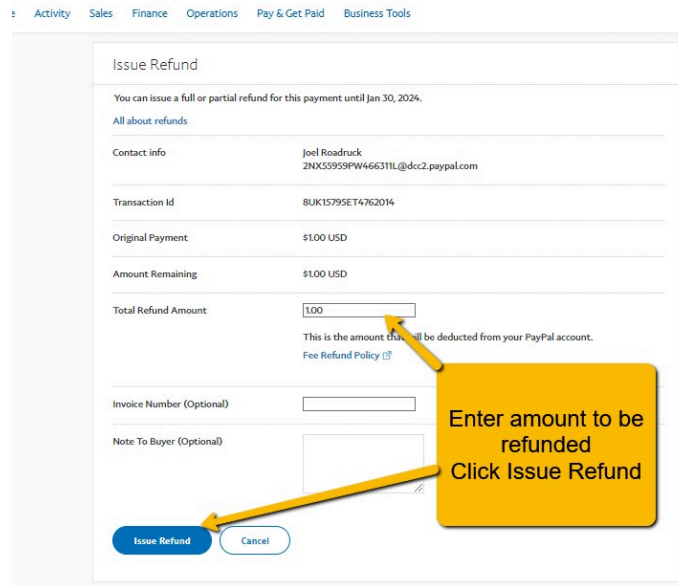 Activity Sales Finance Operations Pay & Get Paid Business Tools
Issue Refund
You can issue a full or partial refund for this payment until Jan 30, 2024.
All about refunds
Contact info Joel Roadruck
2NX55959PW466311L@dcc2.paypal.com
Transaction Id 8UK15795ET4762014
Original Payment $1.00 USD
Amount Remaining $1.00 USD
Total Refund Amount 1.00
This is the amount that will be deducted from your PayPal account.
Fee Refund Policy
Invoice Number (Optional)
Note To Buyer (Optional)
Enter amount to be
refunded
Click Issue Refund
Issue Refund Cancel